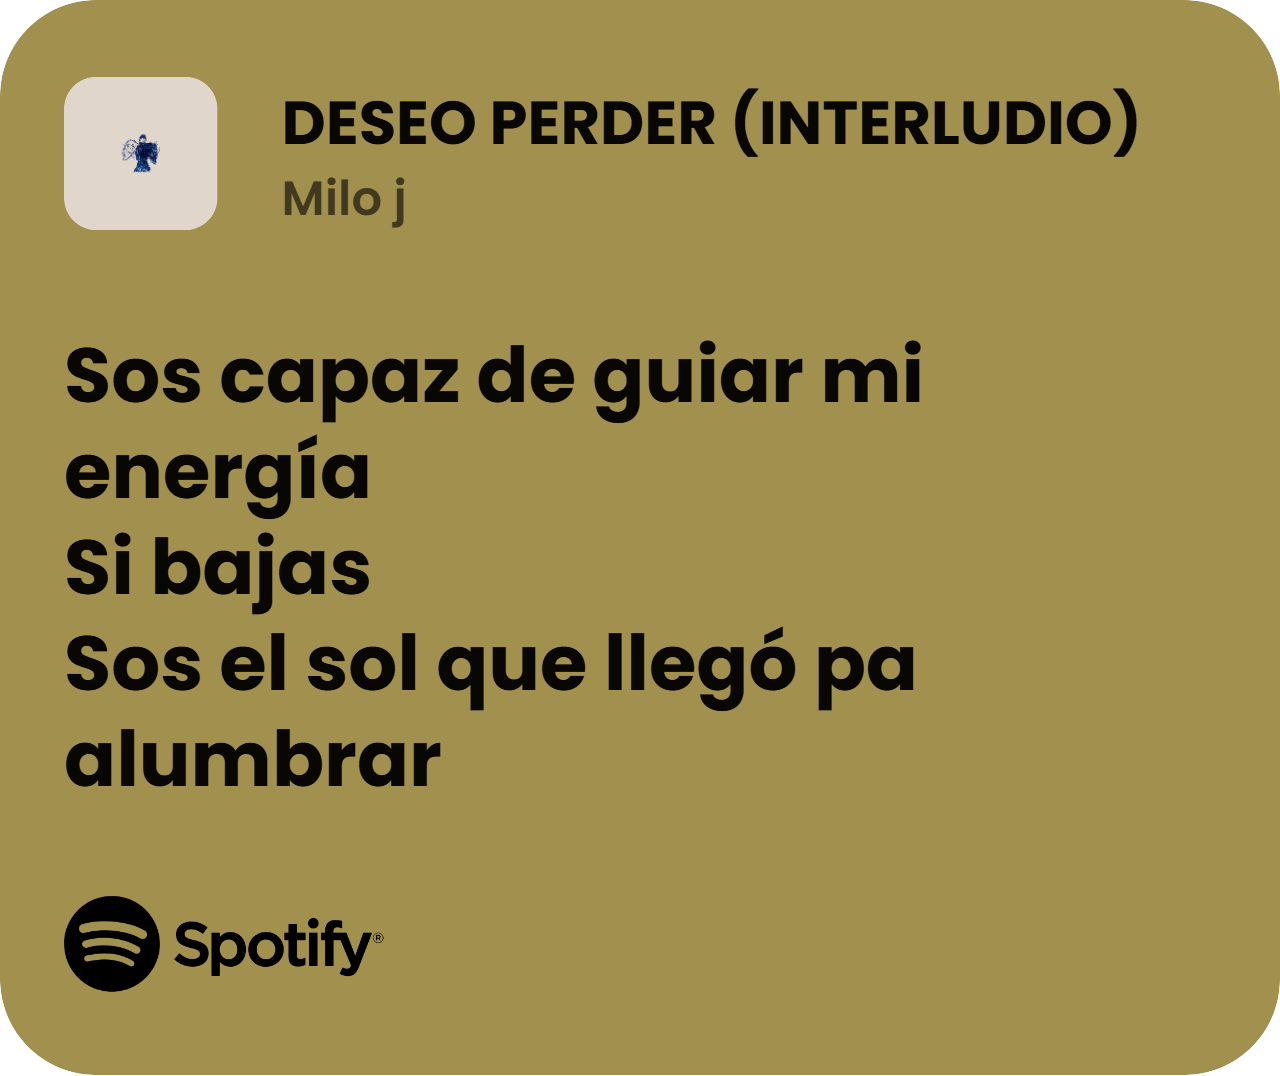 DESEO PERDER (INTERLUDIO)
Milo j
Sos capaz de guiar mi
energía
Si bajas
Sos el sol que llegó pa
alumbrar
Spotify®